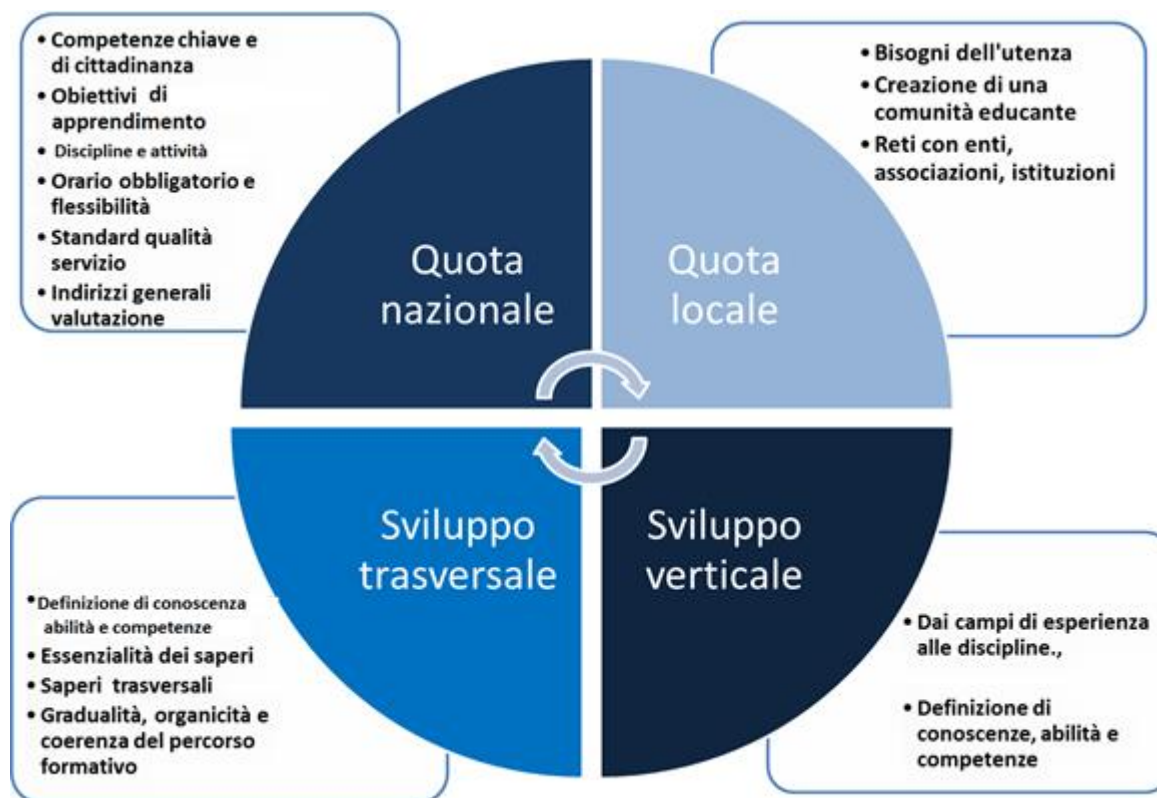 • Competenze chiave e
di cittadinanza
• Obiettivi di
apprendimento
• Discipline e attività
• Orario obbligatorio e
flessibilità
• Standard qualità
servizio
• Indirizzi generali
valutazione
• Bisogni dell'utenza
• Creazione di una
comunità educante
• Reti con enti,
associazioni, istituzioni
Quota
nazionale
Quota
locale
Sviluppo
trasversale
Sviluppo
verticale
• Definizione di conoscenza
abilità e competenze
• Essenzialità dei saperi
• Saperi trasversali
• Gradualità, organicità e
coerenza del percorso
formativo
• Dai campi di esperienza
alle discipline.,
• Definizione di
conoscenze, abilità e
competenze